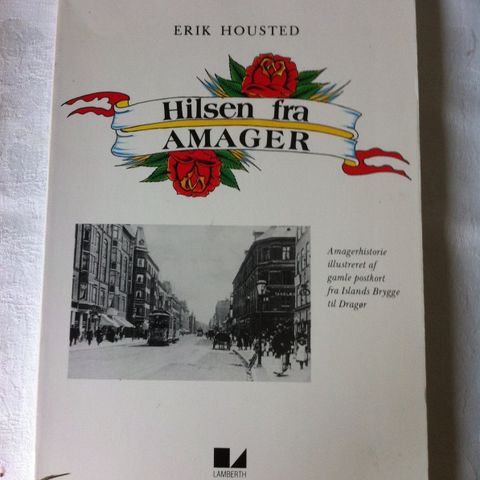 ERIK HOUSTED
Hilsen fra
AMAGER
Amagerhistorie
illustreret af
gamle postkort
fra Islands Brygge
til Dragør
LAMBERTH